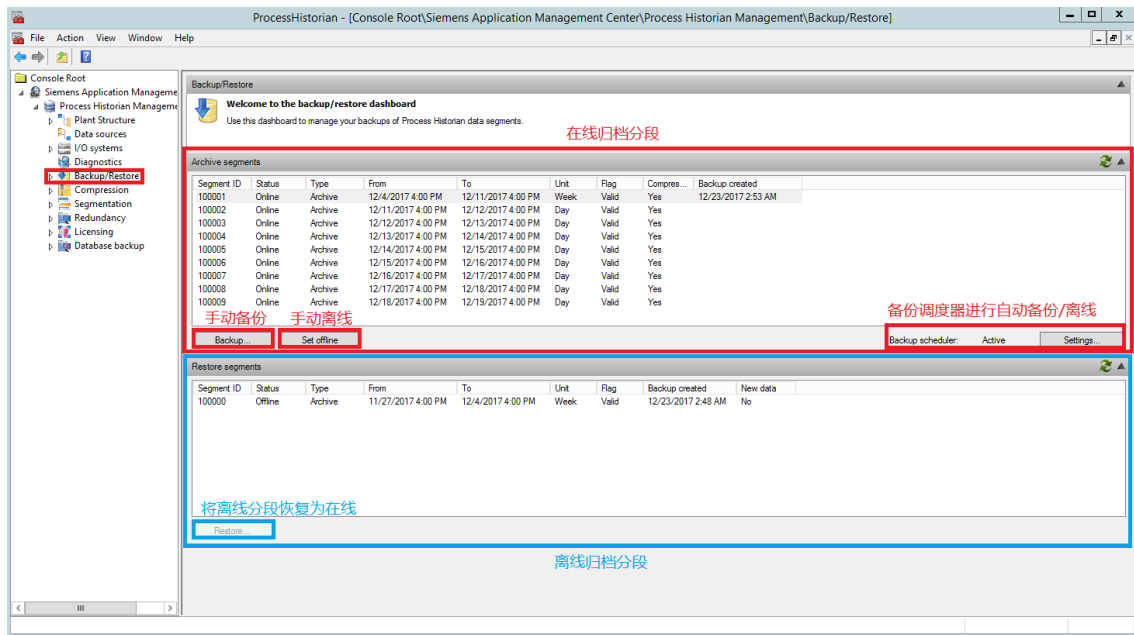 ProcessHistorian - [Console Root\Siemens Application Management Center\Process Historian Management\Backup/Restore]
File Action View Window Help
Console Root
Siemens Application Manageme
Process Historian Manageme
Plant Structure
Data sources
I/O systems
Diagnostics
Backup/Restore
Compression
Segmentation
Redundancy
Licensing
Database backup
Backup/Restore
Welcome to the backup/restore dashboard
Use this dashboard to manage your backups of Process Historian data segments.
在线归档分段
Archive segments
Segment ID Status Type From To Unit Flag Compres... Backup created
100001 Online Archive 12/4/2017 4:00 PM 12/11/2017 4:00 PM Week Valid Yes 12/23/2017 2:53 AM
100002 Online Archive 12/11/2017 4:00 PM 12/12/2017 4:00 PM Day Valid Yes
100003 Online Archive 12/12/2017 4:00 PM 12/13/2017 4:00 PM Day Valid Yes
100004 Online Archive 12/13/2017 4:00 PM 12/14/2017 4:00 PM Day Valid Yes
100005 Online Archive 12/14/2017 4:00 PM 12/15/2017 4:00 PM Day Valid Yes
100006 Online Archive 12/15/2017 4:00 PM 12/16/2017 4:00 PM Day Valid Yes
100007 Online Archive 12/16/2017 4:00 PM 12/17/2017 4:00 PM Day Valid Yes
100008 Online Archive 12/17/2017 4:00 PM 12/18/2017 4:00 PM Day Valid Yes
100009 Online Archive 12/18/2017 4:00 PM 12/19/2017 4:00 PM Day Valid Yes
手动备份 手动离线 备份调度器进行自动备份/离线
Backup... Set offline Backup scheduler: Active Settings...
Restore segments
Segment ID Status Type From To Unit Flag Backup created New data
100000 Offline Archive 11/27/2017 4:00 PM 12/4/2017 4:00 PM Week Valid 12/23/2017 2:48 AM No
将离线分段恢复为在线
Restore...
离线归档分段